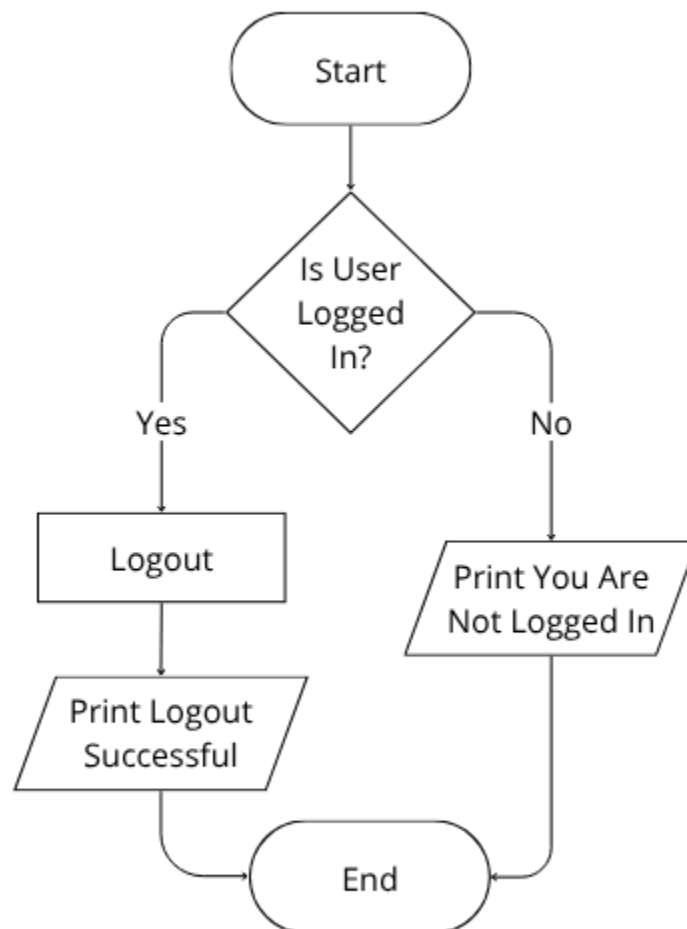 Start
Is User
Logged
In?
Yes
No
Logout
Print You Are
Not Logged In
Print Logout
Successful
End